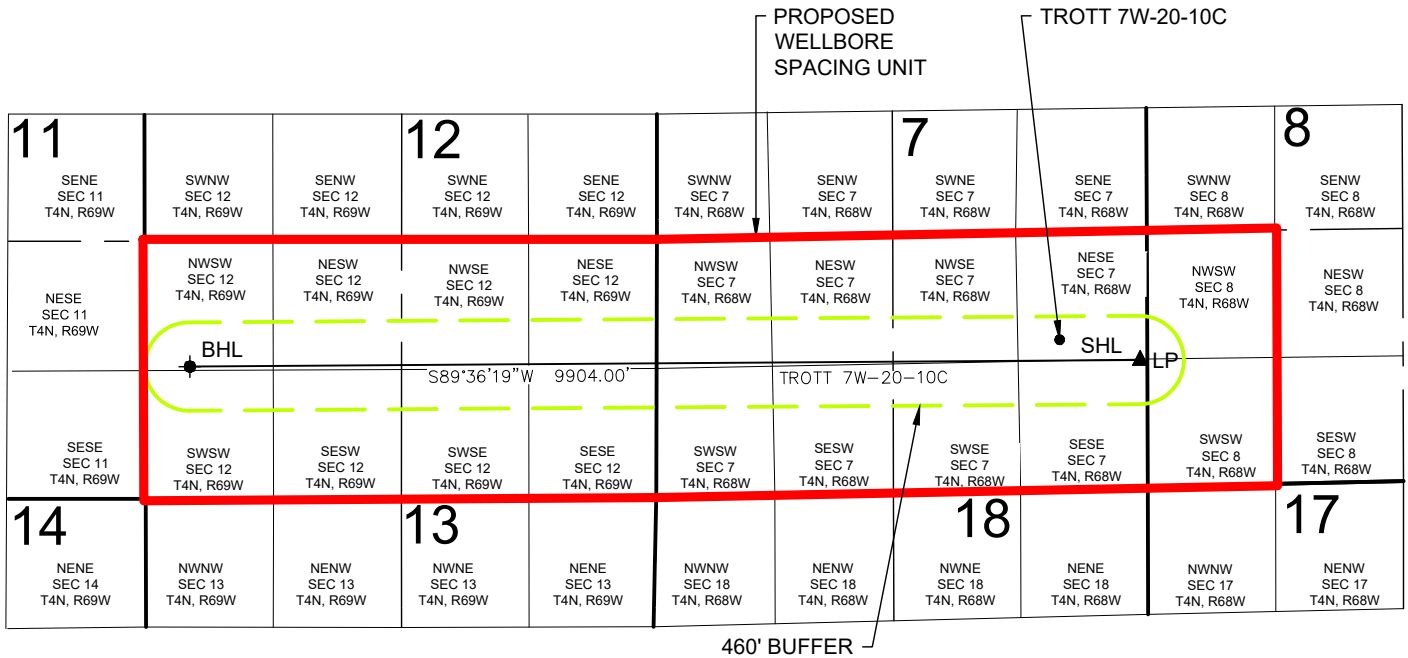 PROPOSED
WELLBORE
SPACING UNIT
TROTT 7W-20-10C
11
12
7
8
SENE
SEC 11
T4N, R69W
SWNW
SEC 12
T4N, R69W
SENW
SEC 12
T4N, R69W
SWNE
SEC 12
T4N, R69W
SENE
SEC 12
T4N, R69W
SWNW
SEC 7
T4N, R68W
SENW
SEC 7
T4N, R68W
SWNE
SEC 7
T4N, R68W
SENE
SEC 7
T4N, R68W
SWNW
SEC 8
T4N, R68W
SENW
SEC 8
T4N, R68W
NESE
SEC 11
T4N, R69W
NWSW
SEC 12
T4N, R69W
NESW
SEC 12
T4N, R69W
NWSE
SEC 12
T4N, R69W
NESE
SEC 12
T4N, R69W
NWSW
SEC 7
T4N, R68W
NESW
SEC 7
T4N, R68W
NWSE
SEC 7
T4N, R68W
NESE
SEC 7
T4N, R68W
NWSW
SEC 8
T4N, R68W
NESW
SEC 8
T4N, R68W
BHL
SHL
LP
S89°36'19"W 9904.00'
TROTT 7W-20-10C
SESE
SEC 11
T4N, R69W
SWSW
SEC 12
T4N, R69W
SESW
SEC 12
T4N, R69W
SWSE
SEC 12
T4N, R69W
SESE
SEC 12
T4N, R69W
SWSW
SEC 7
T4N, R68W
SESW
SEC 7
T4N, R68W
SWSE
SEC 7
T4N, R68W
SESE
SEC 7
T4N, R68W
SWSW
SEC 8
T4N, R68W
SESW
SEC 8
T4N, R68W
14
13
18
17
NENE
SEC 14
T4N, R69W
NWNW
SEC 13
T4N, R69W
NENW
SEC 13
T4N, R69W
NWNE
SEC 13
T4N, R69W
NENE
SEC 13
T4N, R69W
NWNW
SEC 18
T4N, R68W
NENW
SEC 18
T4N, R68W
NWNE
SEC 18
T4N, R68W
NENE
SEC 18
T4N, R68W
NWNW
SEC 17
T4N, R68W
NENW
SEC 17
T4N, R68W
460' BUFFER